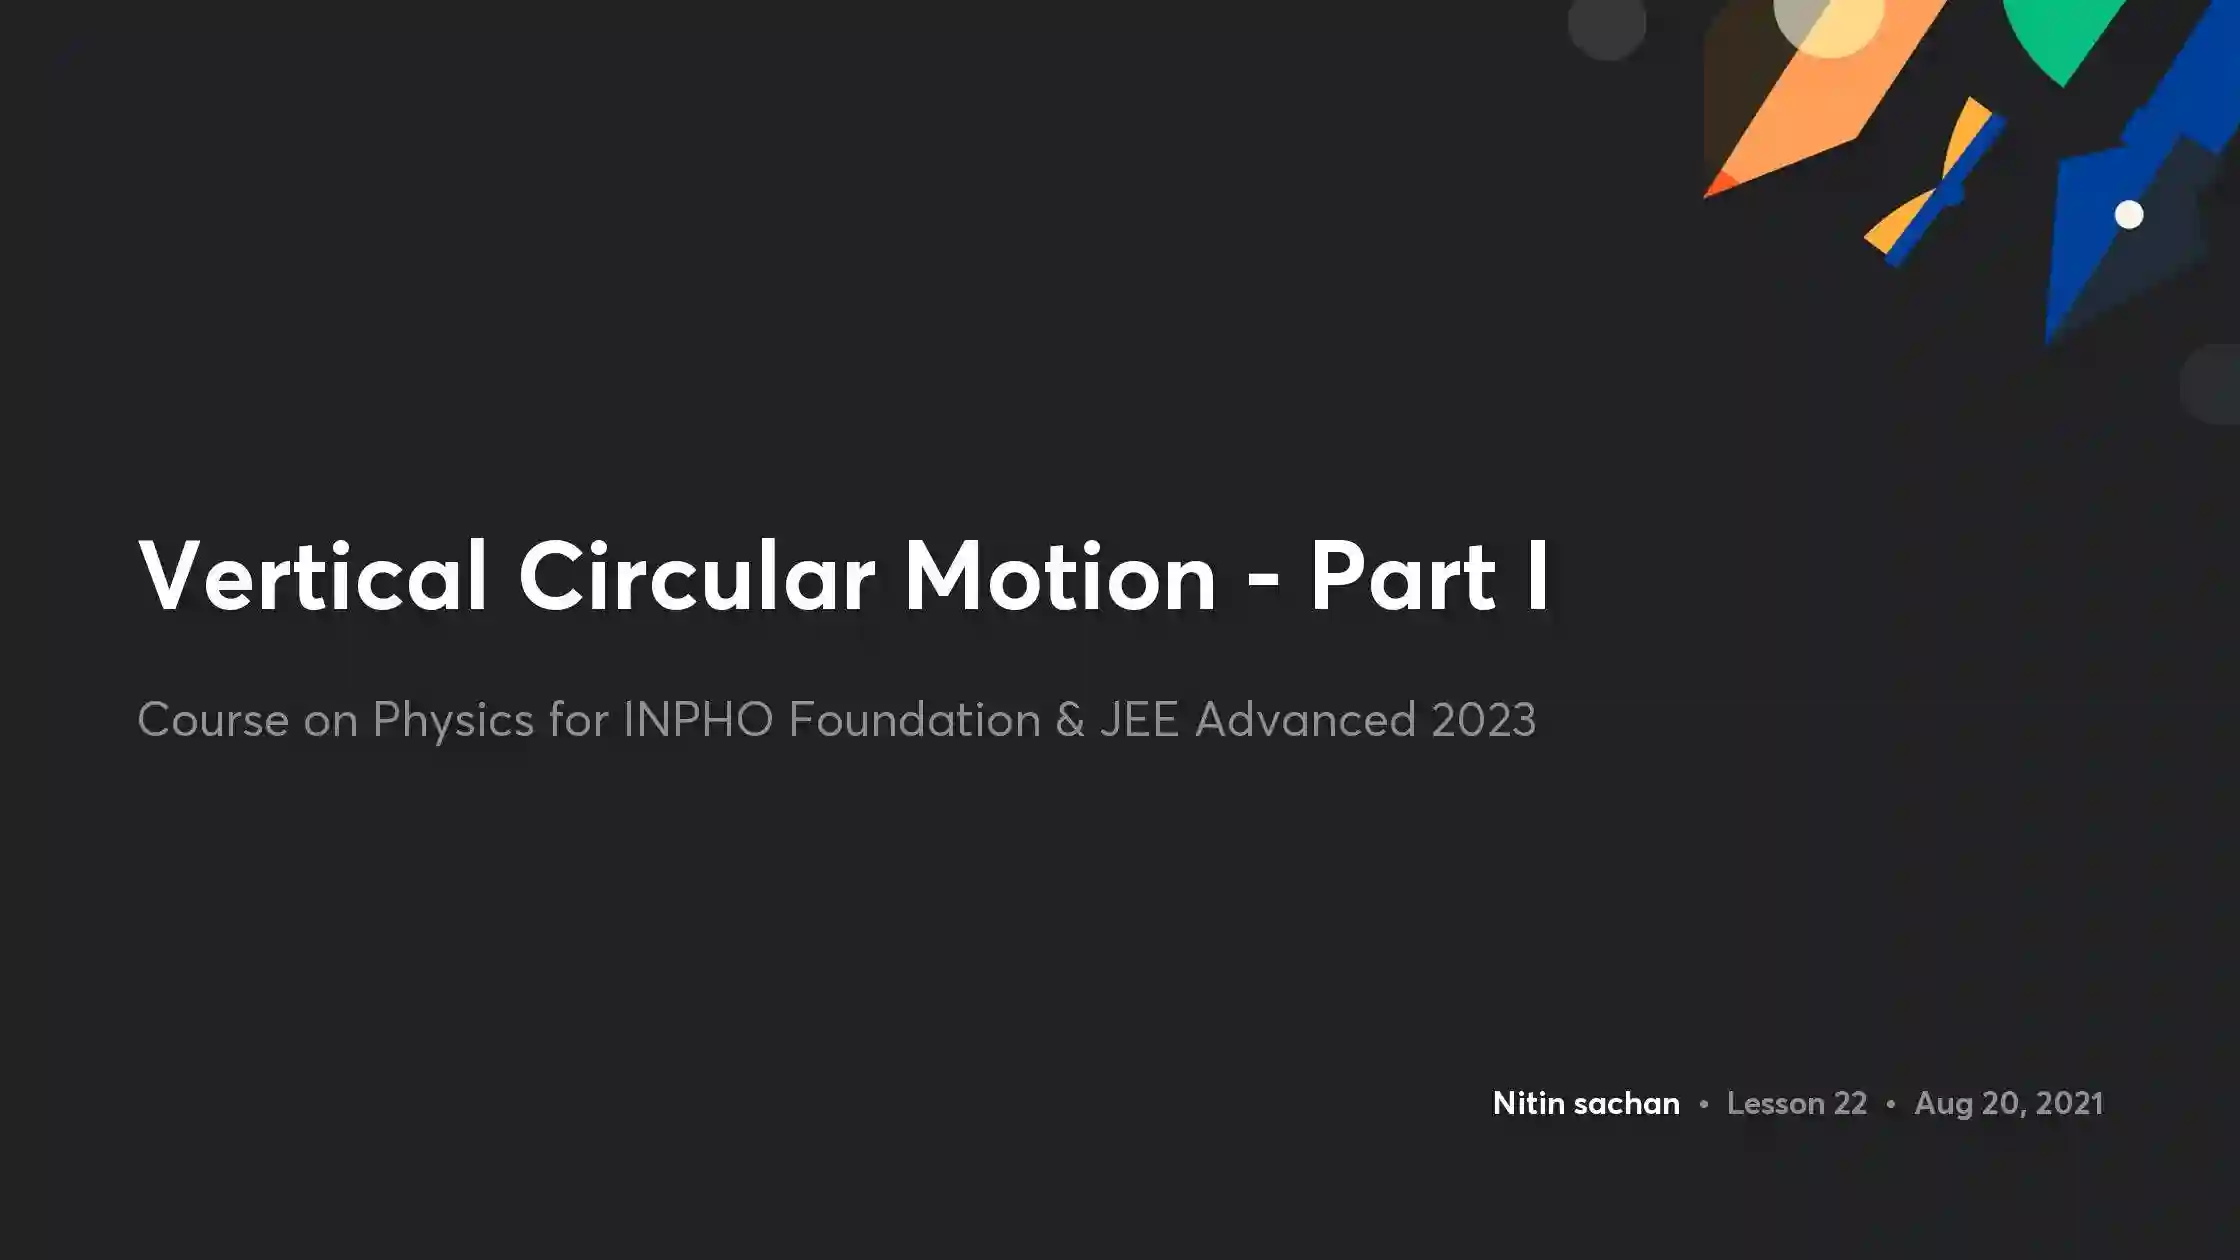 Vertical Circular Motion - Part I
Course on Physics for INPHO Foundation & JEE Advanced 2023
Nitin sachan • Lesson 22 • Aug 20, 2021